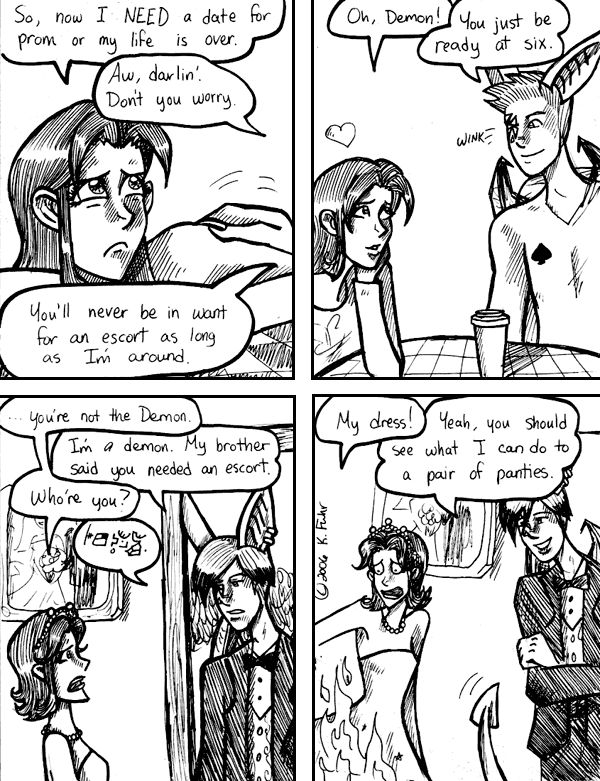 So, now I NEED a date for
prom or my life is over.
Aw, darlin'.
Don't you worry.
You'll never be in want
for an escort as long
as I'm around.
Oh, Demon!
You just be
ready at six.
WINK
...you're not the Demon.
I'm a demon. My brother
said you needed an escort.
Who're you?
My dress!
Yeah, you should
see what I can do to
a pair of panties.
(C) 2006 K. Fuhr